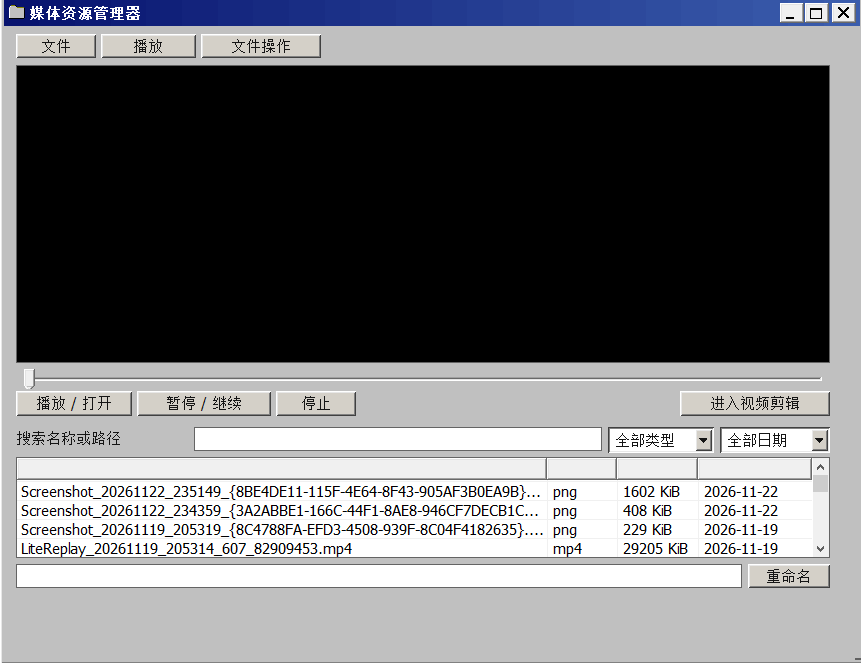 媒体资源管理器
文件 播放 文件操作
播放 / 打开 暂停 / 继续 停止 进入视频剪辑
搜索名称或路径 全部类型 全部日期
Screenshot_20261122_235149_{8BE4DE11-115F-4E64-8F43-905AF3B0EA9B}... png 1602 KiB 2026-11-22
Screenshot_20261122_234359_{3A2ABBE1-166C-44F1-8AE8-946CF7DECB1C... png 408 KiB 2026-11-22
Screenshot_20261119_205319_{8C4788FA-EFD3-4508-939F-8C04F4182635}.... png 229 KiB 2026-11-19
LiteReplay_20261119_205314_607_82909453.mp4 mp4 29205 KiB 2026-11-19
重命名